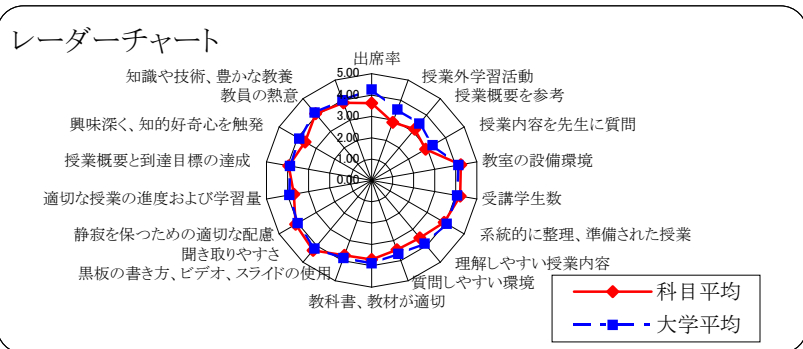 レーダーチャート
出席率
授業外学習活動
授業概要を参考
授業内容を先生に質問
教室の設備環境
受講学生数
系統的に整理、準備された授業
理解しやすい授業内容
質問しやすい環境
教科書、教材が適切
黒板の書き方、ビデオ、スライドの使用
聞き取りやすさ
静寂を保つための適切な配慮
適切な授業の進度および学習量
授業概要と到達目標の達成
興味深く、知的好奇心を触発
教員の熱意
知識や技術、豊かな教養
5.00
4.00
3.00
2.00
1.00
0.00
科目平均
大学平均